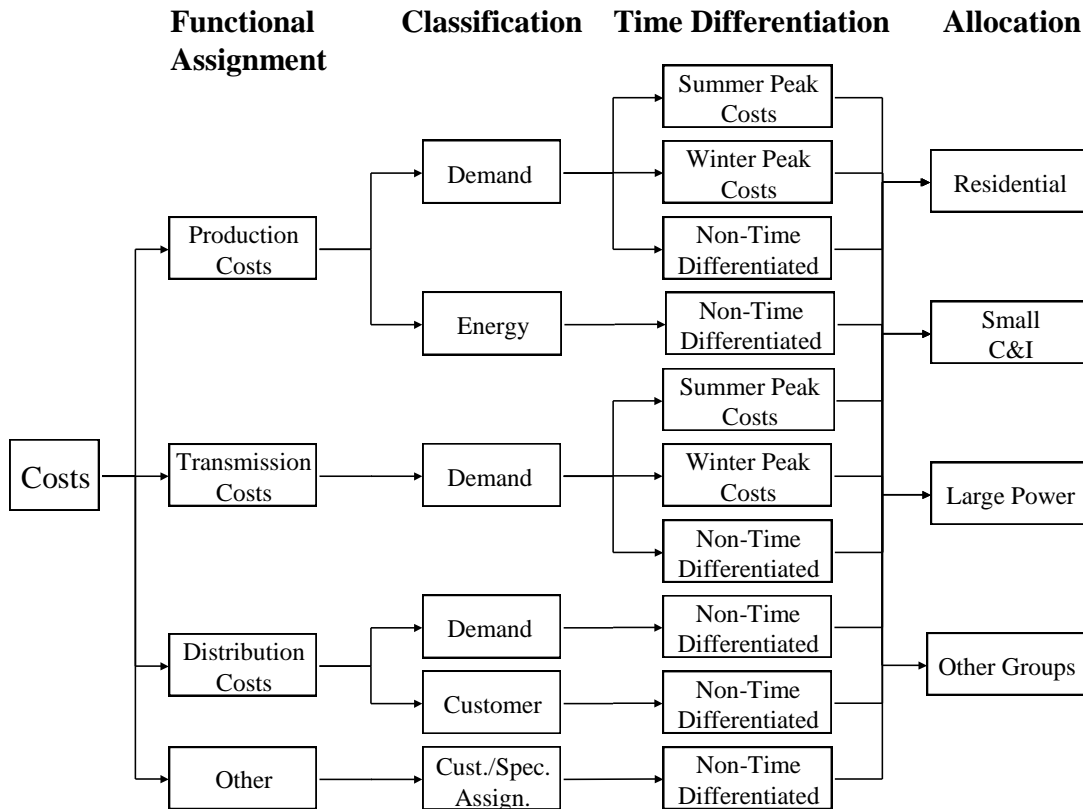 Functional
Assignment
Classification
Time Differentiation
Allocation
Costs
Production
Costs
Transmission
Costs
Distribution
Costs
Other
Demand
Energy
Demand
Demand
Customer
Cust./Spec.
Assign.
Summer Peak
Costs
Winter Peak
Costs
Non-Time
Differentiated
Non-Time
Differentiated
Summer Peak
Costs
Winter Peak
Costs
Non-Time
Differentiated
Non-Time
Differentiated
Non-Time
Differentiated
Non-Time
Differentiated
Residential
Small
C&I
Large Power
Other Groups